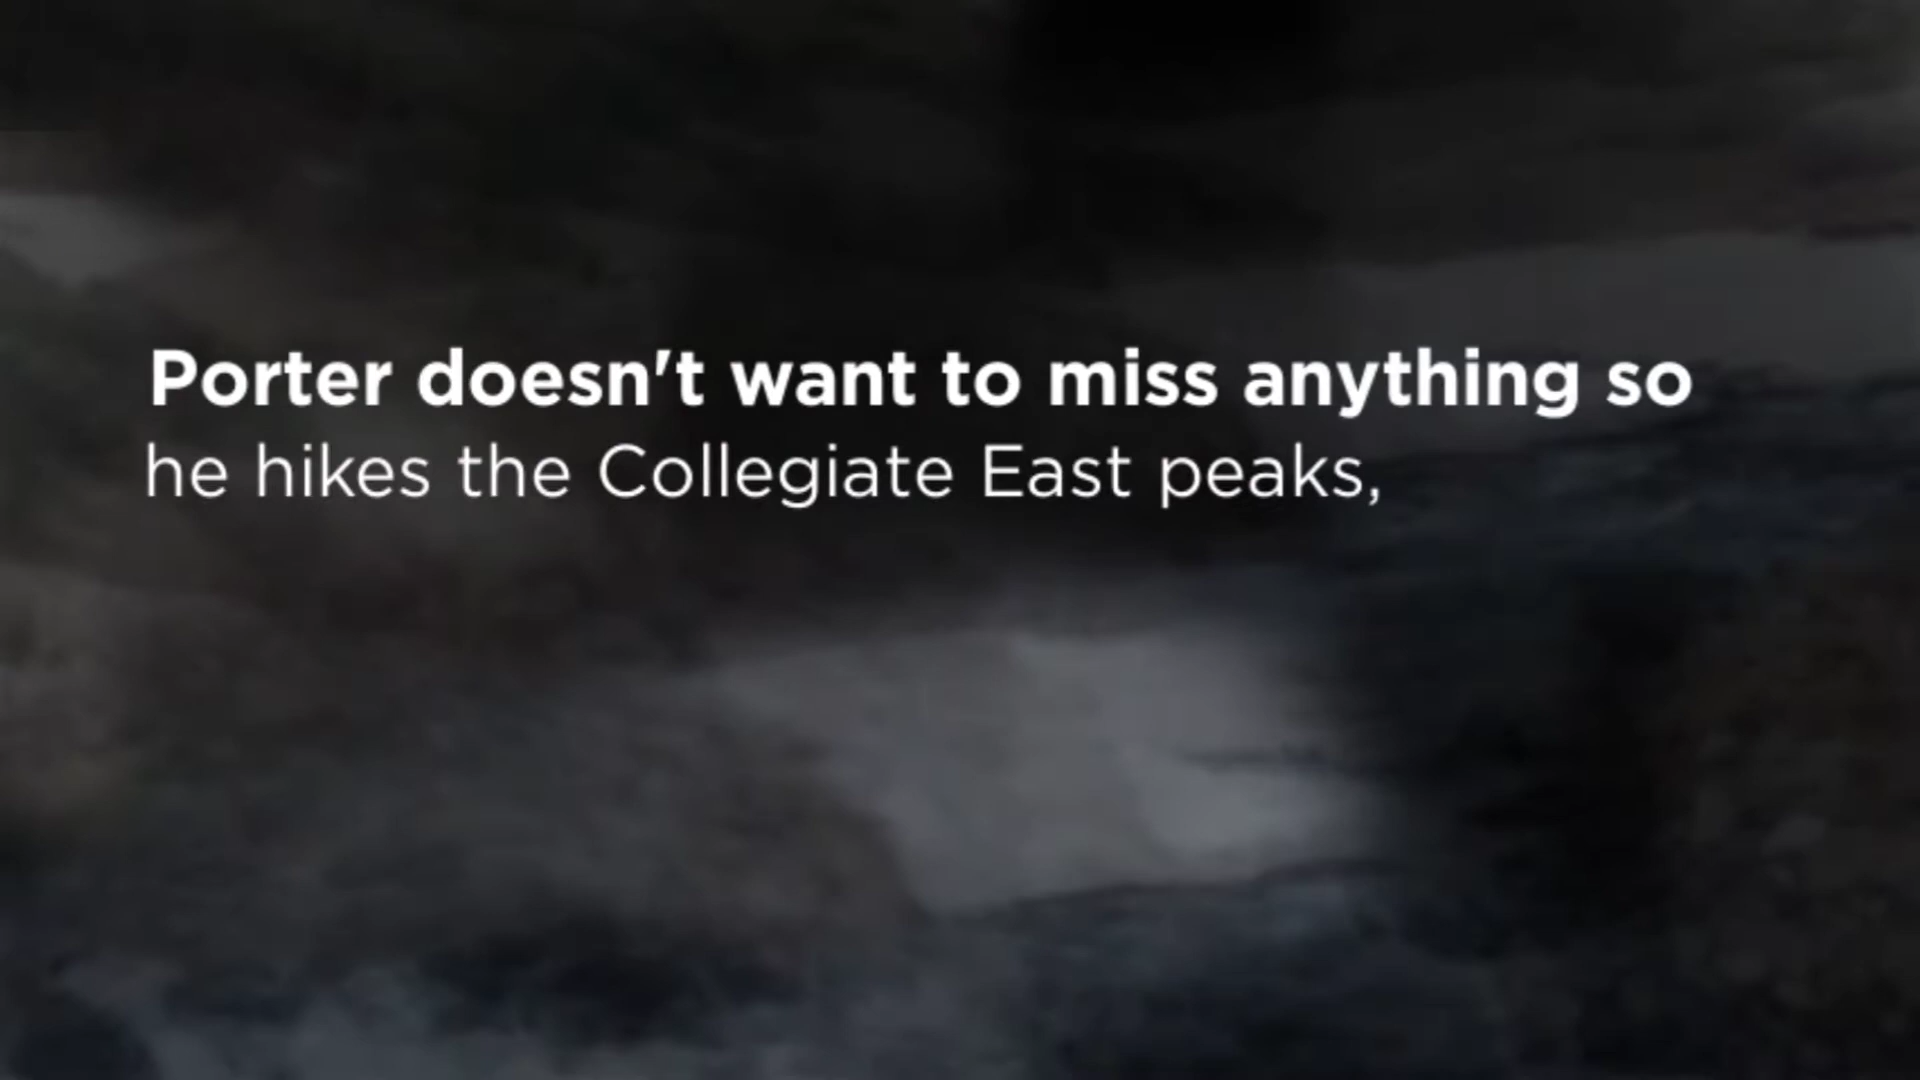 Porter doesn't want to miss anything so
he hikes the Collegiate East peaks,